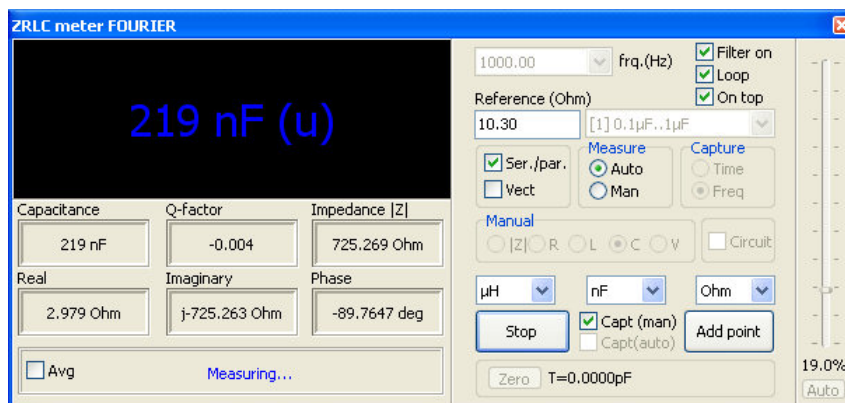 ZRLC meter FOURIER
219 nF (u)
Capacitance Q-factor Impedance |Z|
219 nF -0.004 725.269 Ohm
Real Imaginary Phase
2.979 Ohm j-725.263 Ohm -89.7647 deg
Avg Measuring...
1000.00 frq.(Hz) Filter on
Loop
Reference (Ohm) On top
10.30 [1] 0.1µF..1µF
Measure Capture
Ser./par. Auto Time
Vect Man Freq
Manual
|Z| R L C V Circuit
µH nF Ohm
Stop Capt (man) Add point
Capt(auto)
Zero T=0.0000pF
19.0%
Auto